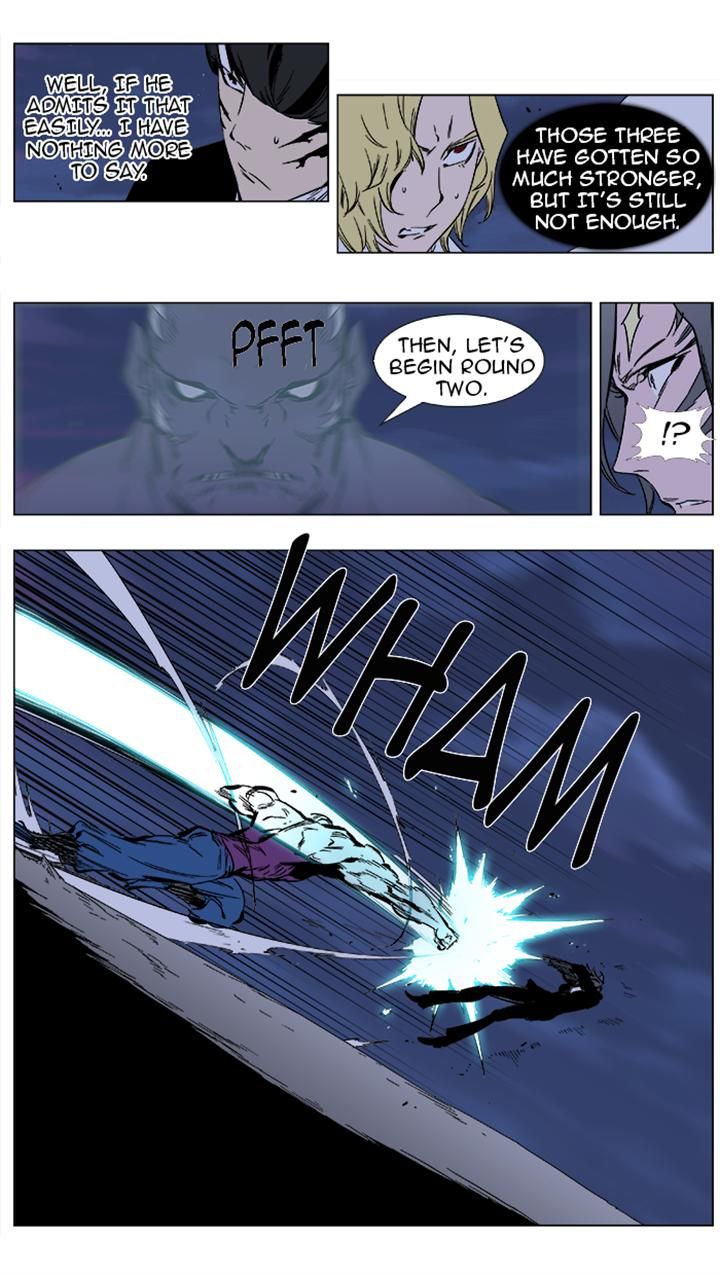 WELL, IF HE
ADMITS IT THAT
EASILY... I HAVE
NOTHING MORE
TO SAY.
THOSE THREE
HAVE GOTTEN SO
MUCH STRONGER,
BUT IT'S STILL
NOT ENOUGH.
PFFT
THEN, LET'S
BEGIN ROUND
TWO.
!?
WHAM